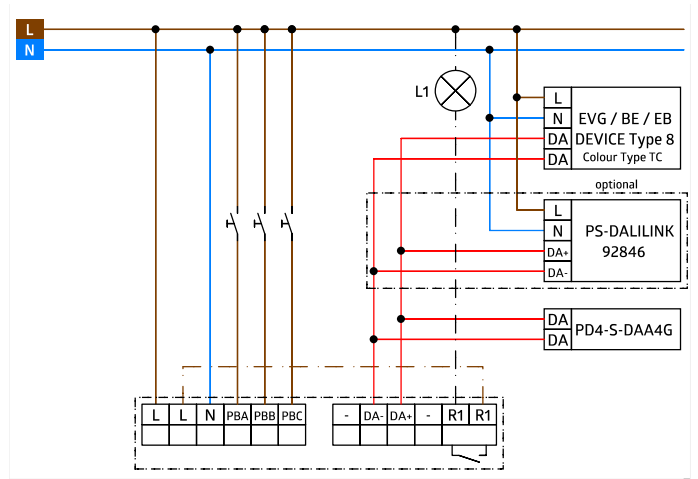 L
N
L1
L
N
DA
DA
EVG / BE / EB
DEVICE Type 8
Colour Type TC
optional
L
N
DA+
DA-
PS-DALILINK
92846
DA
DA
PD4-S-DAA4G
L L N PBA PBB PBC - DA- DA+ - R1 R1